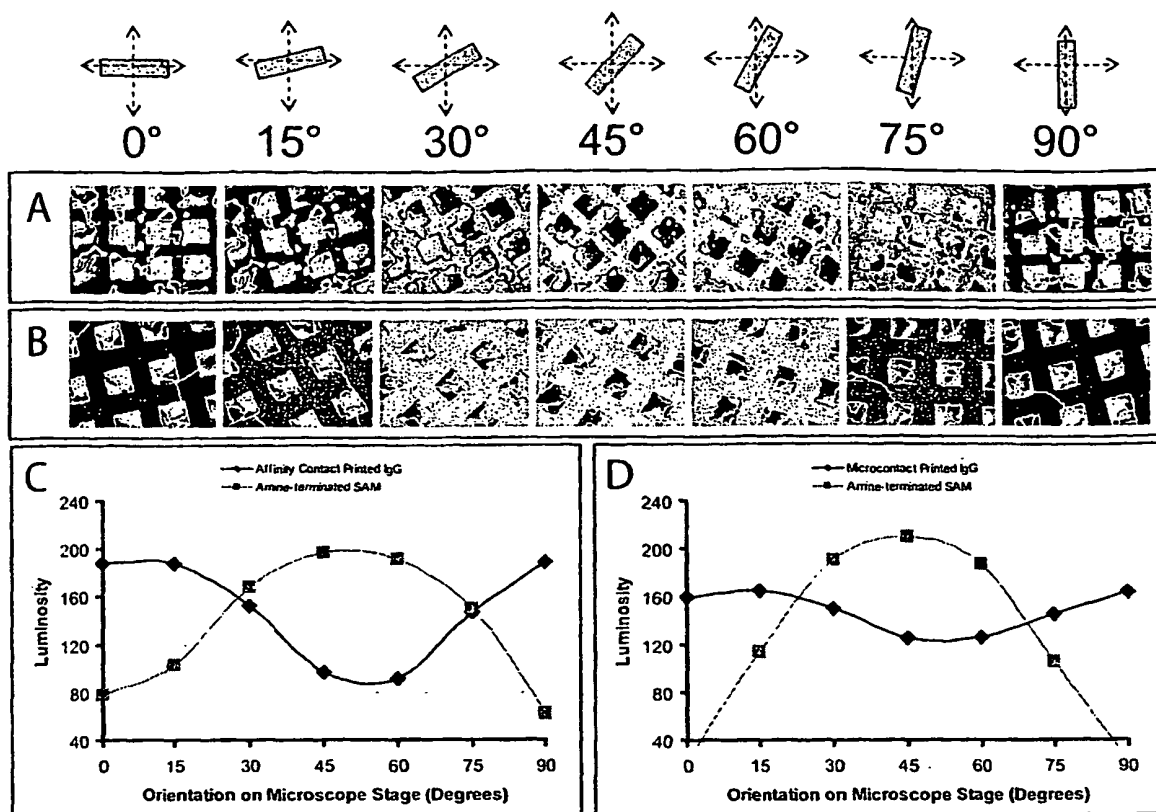 0° 15° 30° 45° 60° 75° 90°
A
B
C
Affinity Contact Printed IgG
Amine-terminated SAM
240
200
160
120
80
40
Luminosity
0 15 30 45 60 75 90
Orientation on Microscope Stage (Degrees)
D
Microcontact Printed IgG
Amine-terminated SAM
240
200
160
120
80
40
Luminosity
0 15 30 45 60 75 90
Orientation on Microscope Stage (Degrees)